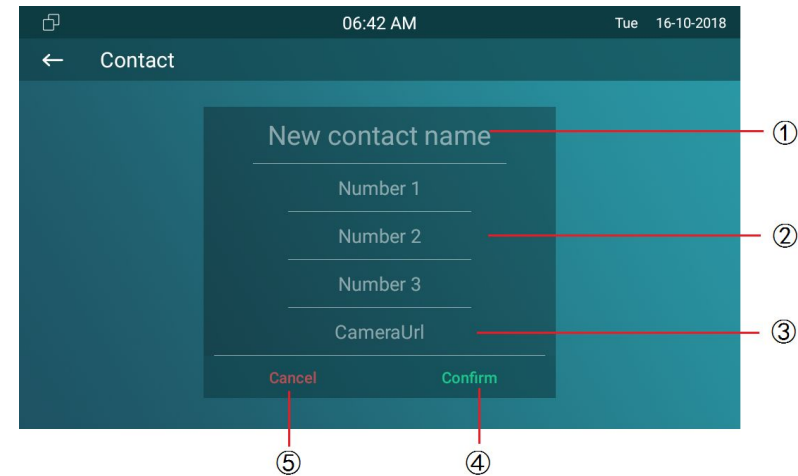 06:42 AM Tue 16-10-2018
Contact
New contact name ①
Number 1
Number 2 ②
Number 3
CameraUrl ③
Cancel Confirm
⑤ ④